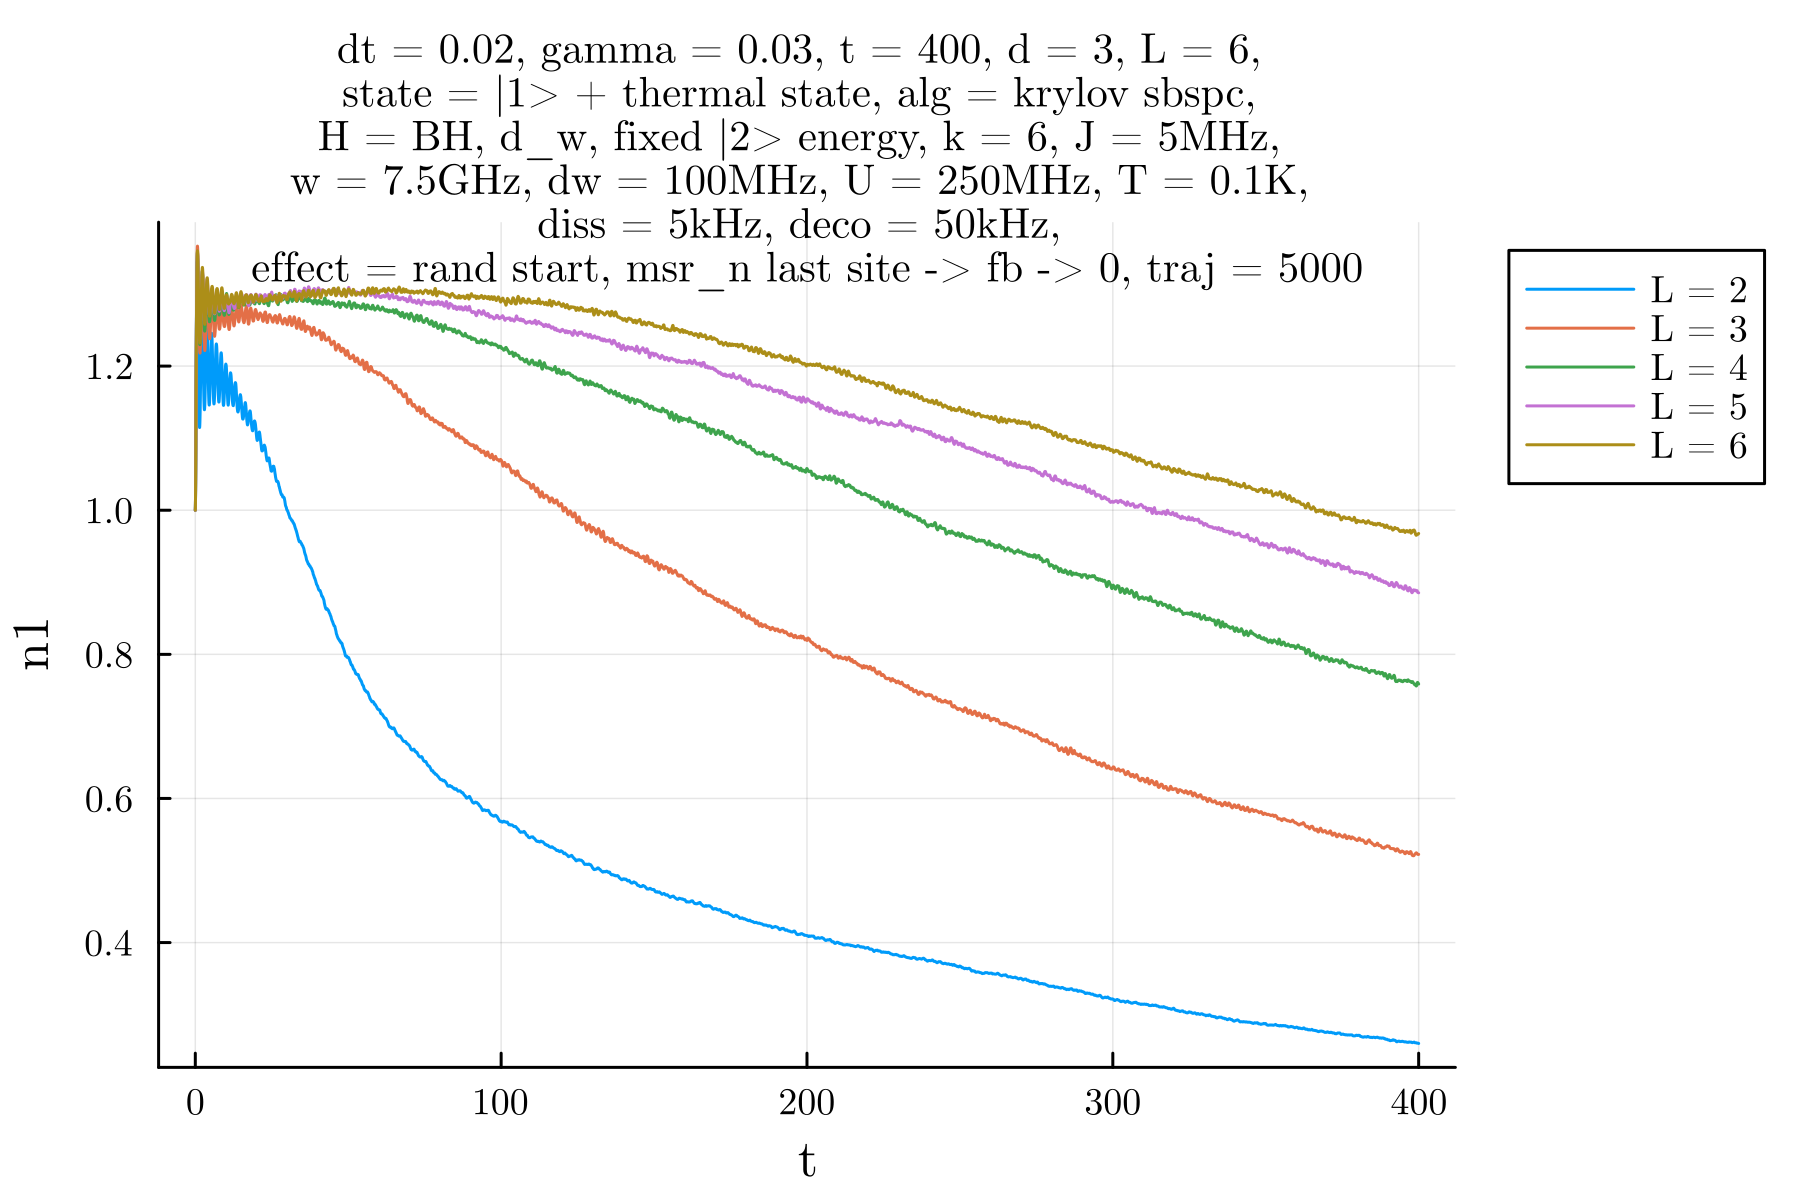 dt = 0.02, gamma = 0.03, t = 400, d = 3, L = 6,
state = |1> + thermal state, alg = krylov sbspc,
H = BH, d_w, fixed |2> energy, k = 6, J = 5MHz,
w = 7.5GHz, dw = 100MHz, U = 250MHz, T = 0.1K,
diss = 5kHz, deco = 50kHz,
effect = rand start, msr_n last site -> fb -> 0, traj = 5000
L = 2
L = 3
L = 4
L = 5
L = 6
1.2
1.0
0.8
0.6
0.4
n1
0
100
200
300
400
t